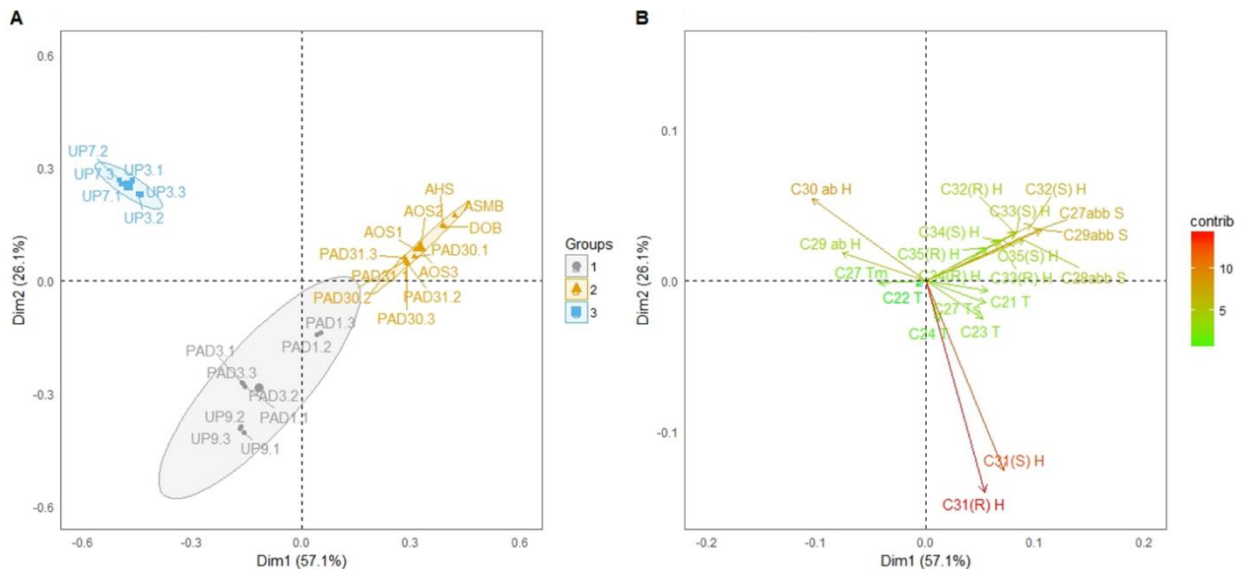 A
0.6
0.3
0.0
-0.3
-0.6
Dim2 (26.1%)
UP7.2
UP7.3
UP3.1
UP7.1
UP3.3
UP3.2
AHS
AOS2
ASMB
DOB
AOS1
PAD31.3
PAD30.1
PAD31
AOS3
PAD30.2
PAD31.2
PAD30.3
PAD1.3
PAD1.2
PAD3.1
PAD3.3
PAD3.2
PAD1.1
UP9.2
UP9.3
UP9.1
-0.6
-0.3
0.0
0.3
0.6
Dim1 (57.1%)
Groups
1
2
3
B
0.1
0.0
-0.1
Dim2 (26.1%)
C30 ab H
C32(R) H
C32(S) H
C33(S) H
C27abb S
C29 ab H
C34(S) H
C29abb S
C35(R) H
C35(S) H
C27 Tm
C34(R) H
C33(R) H
C28abb S
C22 T
C27 Ts
C21 T
C24 T
C23 T
C31(S) H
C31(R) H
-0.2
-0.1
0.0
0.1
0.2
Dim1 (57.1%)
contrib
10
5